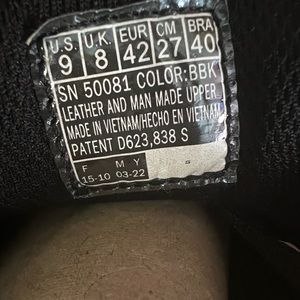 U.S. U.K. EUR CM BRA
9 8 42 27 40
SN 50081 COLOR:BBK
LEATHER AND MAN MADE UPPER
MADE IN VIETNAM/HECHO EN VIETNAM
PATENT D623,838 S
F M Y
15-10 03-22